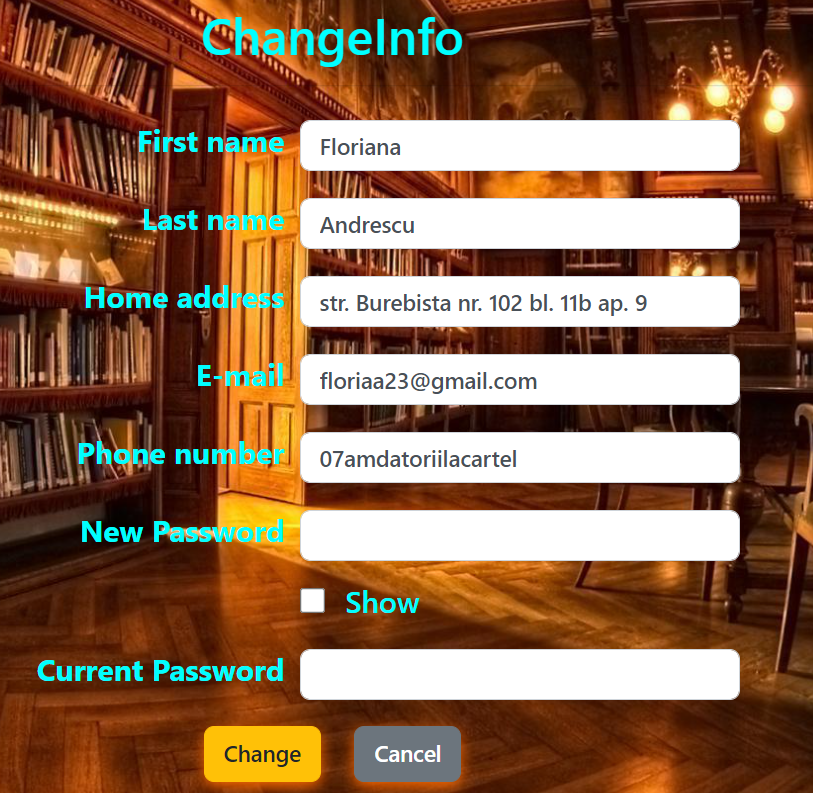 ChangeInfo
First name Floriana
Last name Andrescu
Home address str. Burebista nr. 102 bl. 11b ap. 9
E-mail floriaa23@gmail.com
Phone number 07amdatoriilacartel
New Password
Show
Current Password
Change Cancel